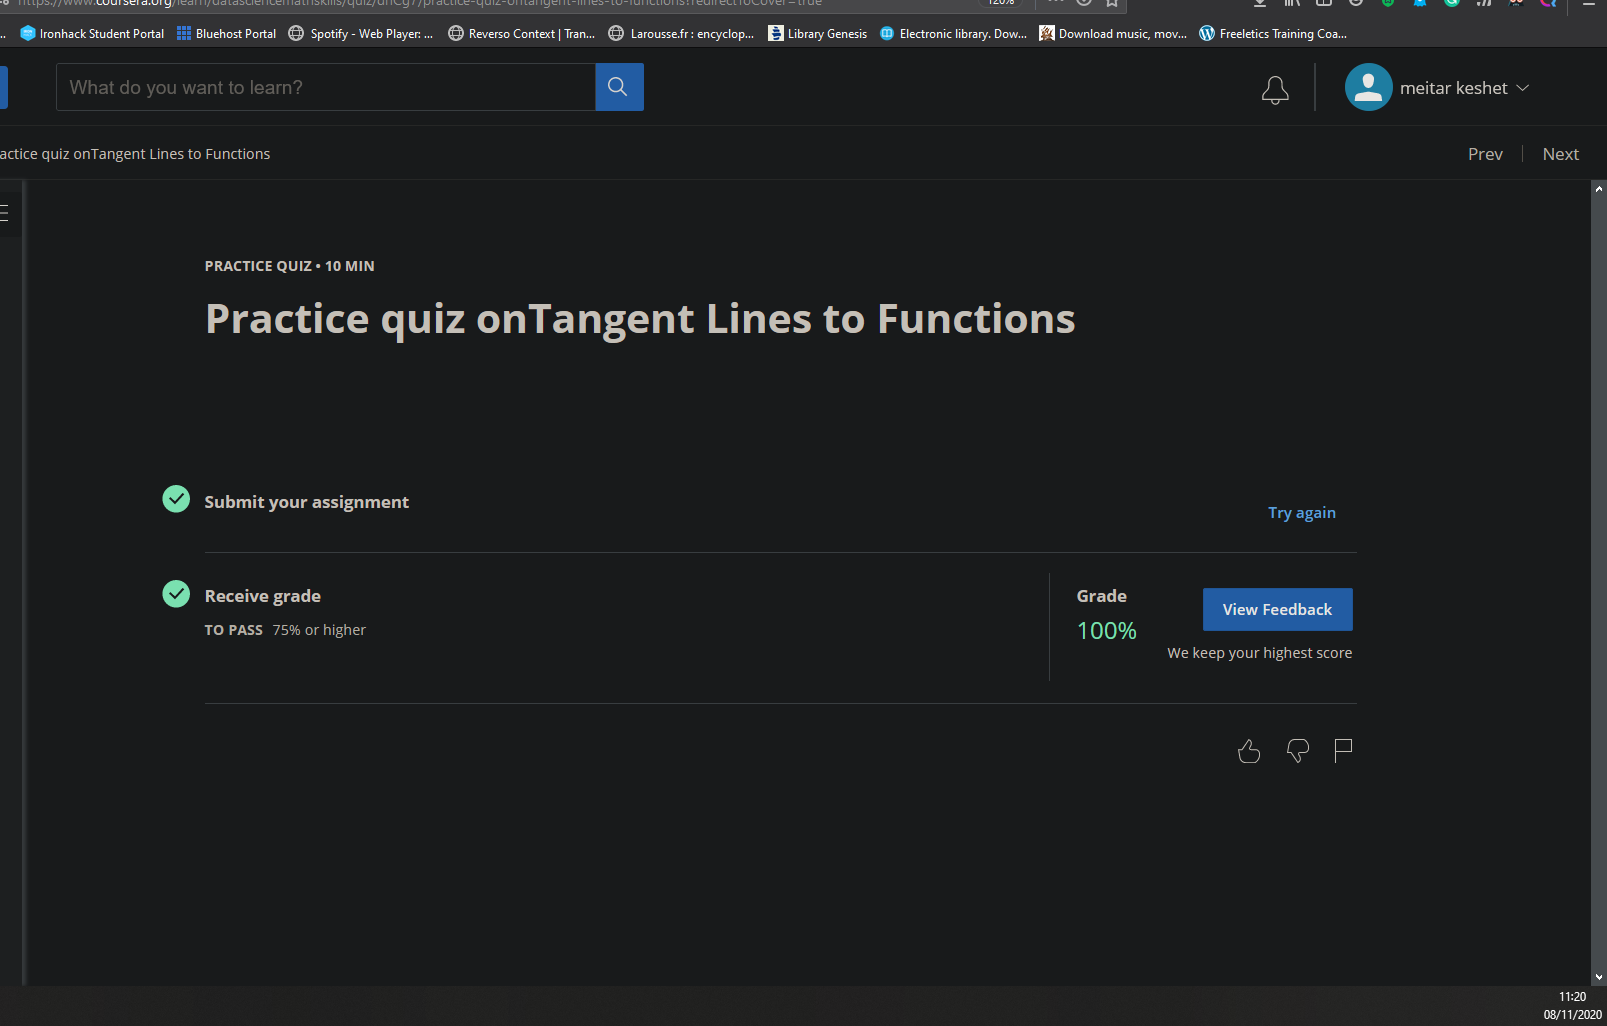 https://www.coursera.org/learn/datasciencemathskills/quiz/
/practice-quiz-ontangent-lines-to-functions?redirectToCover=true
120%
Ironhack Student Portal
Bluehost Portal
Spotify - Web Player: ...
Reverso Context | Tran...
Larousse.fr : encyclop...
Library Genesis
Electronic library. Dow...
Download music, mov...
Freeletics Training Coa...
What do you want to learn?
meitar keshet
actice quiz onTangent Lines to Functions
Prev
Next
PRACTICE QUIZ • 10 MIN
Practice quiz onTangent Lines to Functions
Submit your assignment
Try again
Receive grade
TO PASS 75% or higher
Grade
100%
View Feedback
We keep your highest score
11:20
08/11/2020